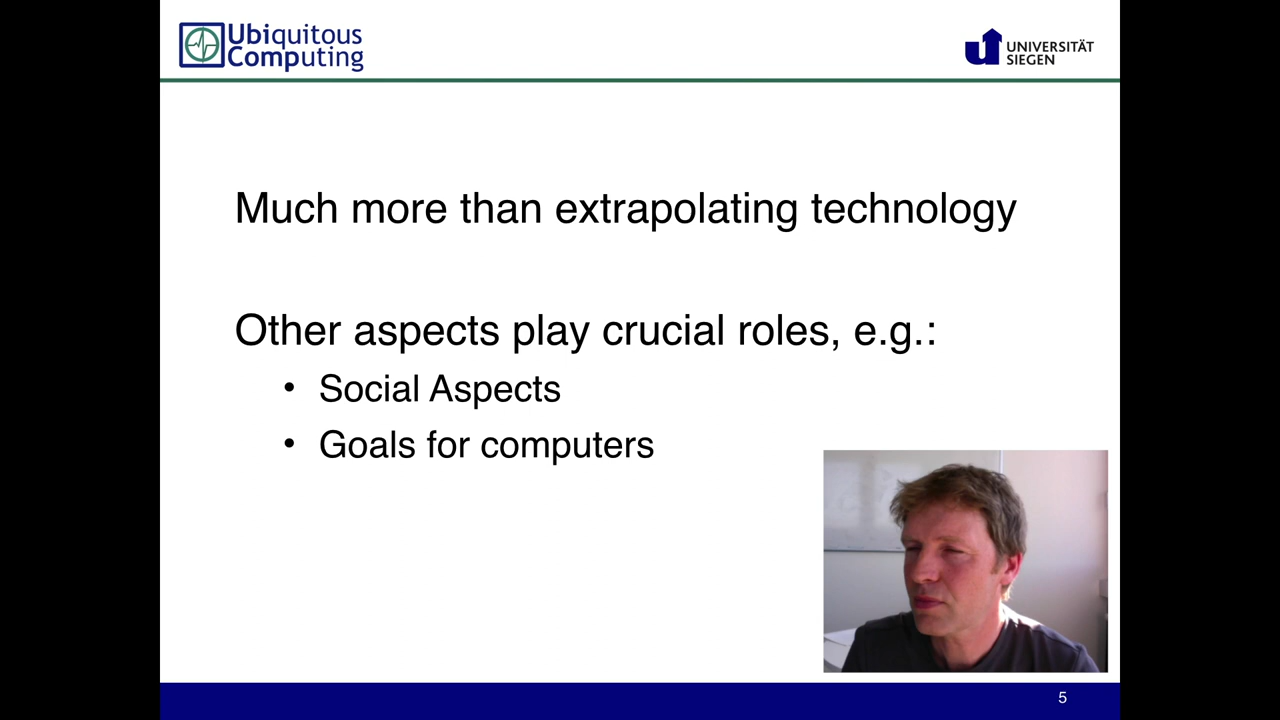 Ubiquitous
Computing
UNIVERSITÄT
SIEGEN
Much more than extrapolating technology
Other aspects play crucial roles, e.g.:
• Social Aspects
• Goals for computers
5